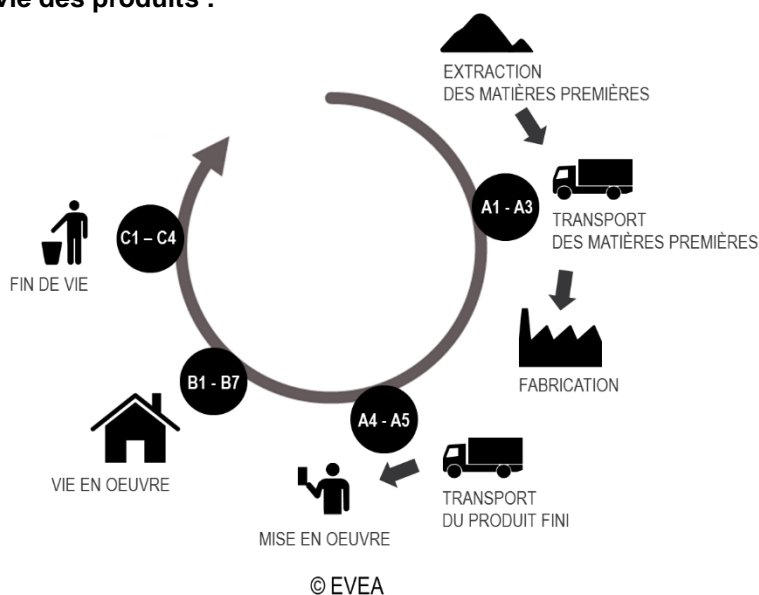 vie des produits :
EXTRACTION
DES MATIÈRES PREMIÈRES
A1 - A3
TRANSPORT
DES MATIÈRES PREMIÈRES
FABRICATION
A4 - A5
TRANSPORT
DU PRODUIT FINI
MISE EN OEUVRE
B1 - B7
VIE EN OEUVRE
C1 – C4
FIN DE VIE
© EVEA